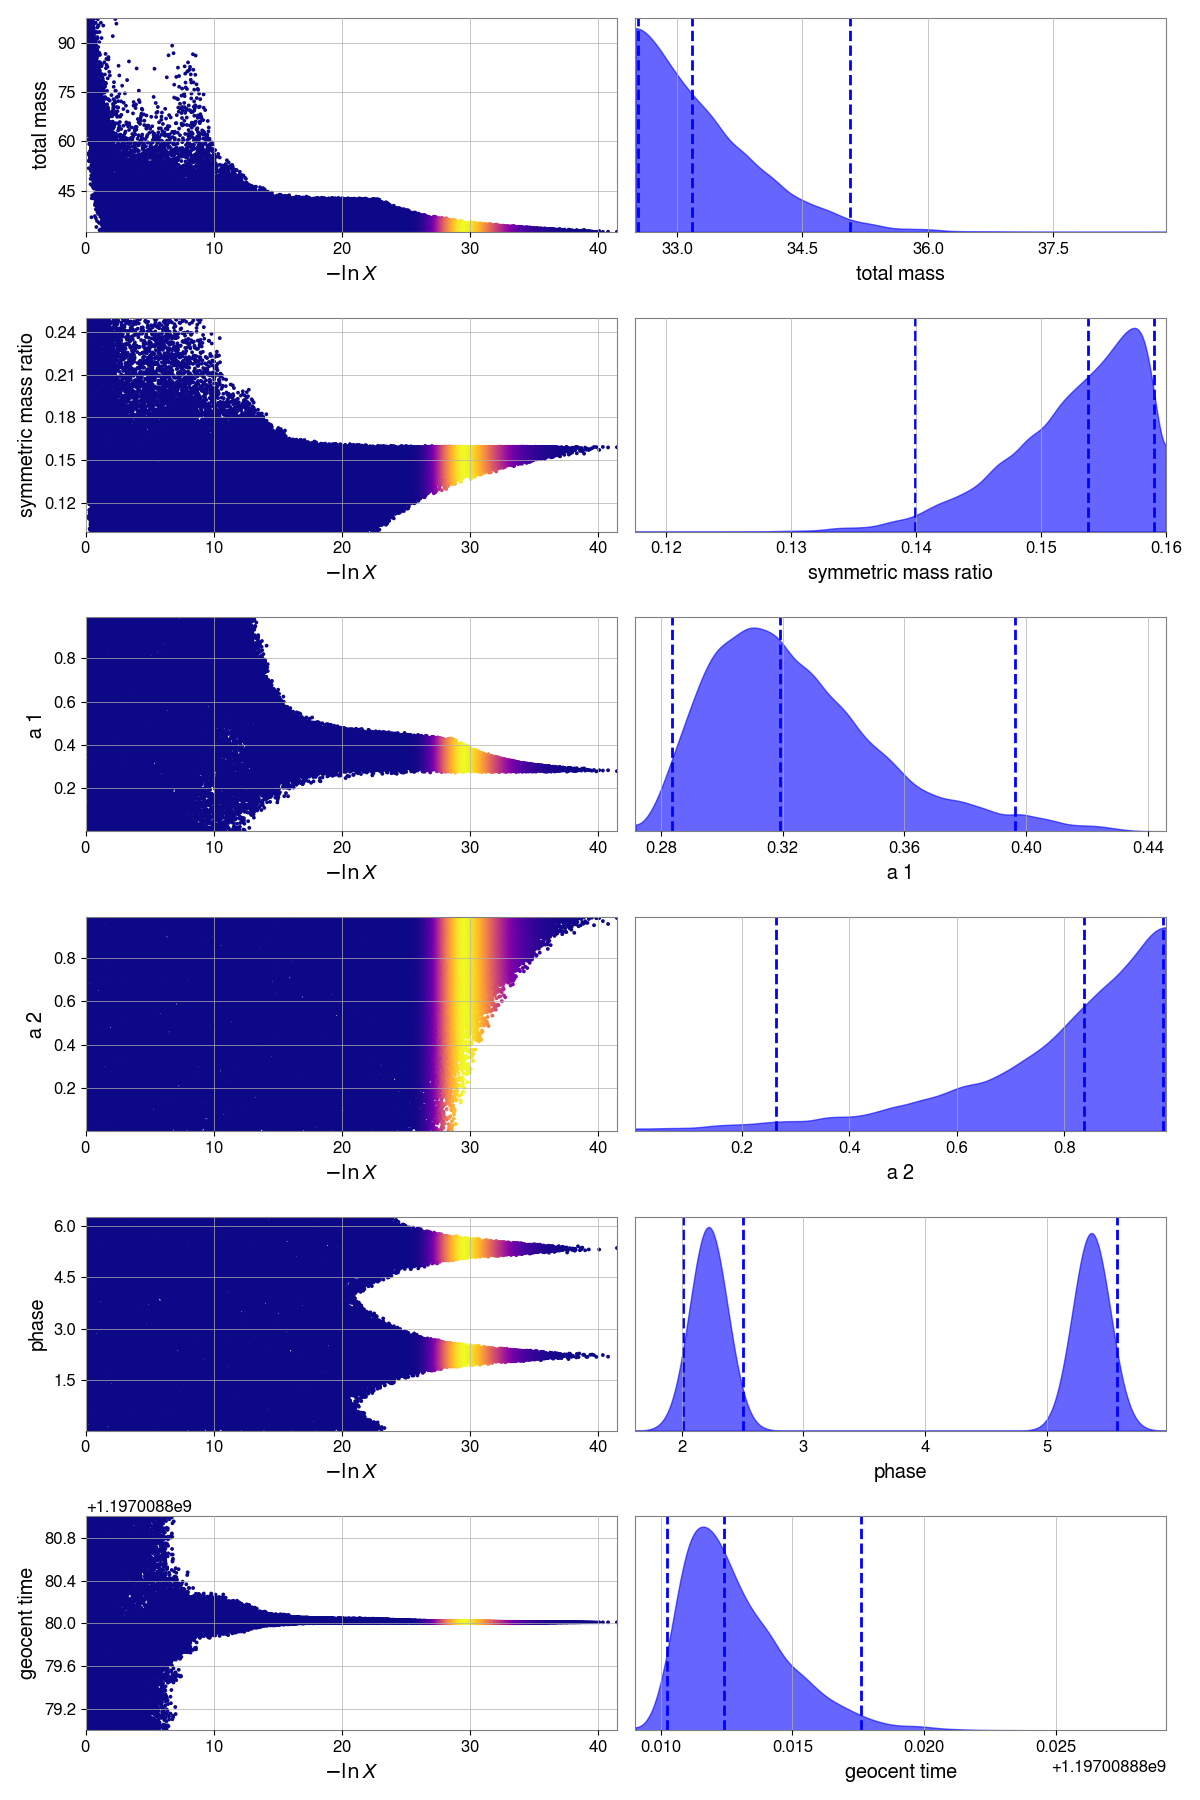 total mass
90
75
60
45
0 10 20 30 40
−ln X
33.0 34.5 36.0 37.5
total mass
symmetric mass ratio
0.24
0.21
0.18
0.15
0.12
0 10 20 30 40
−ln X
0.12 0.13 0.14 0.15 0.16
symmetric mass ratio
a 1
0.8
0.6
0.4
0.2
0 10 20 30 40
−ln X
0.28 0.32 0.36 0.40 0.44
a 1
a 2
0.8
0.6
0.4
0.2
0 10 20 30 40
−ln X
0.2 0.4 0.6 0.8
a 2
phase
6.0
4.5
3.0
1.5
0 10 20 30 40
−ln X
2 3 4 5
phase
+1.1970088e9
geocent time
80.8
80.4
80.0
79.6
79.2
0 10 20 30 40
−ln X
0.010 0.015 0.020 0.025
geocent time
+1.19700888e9